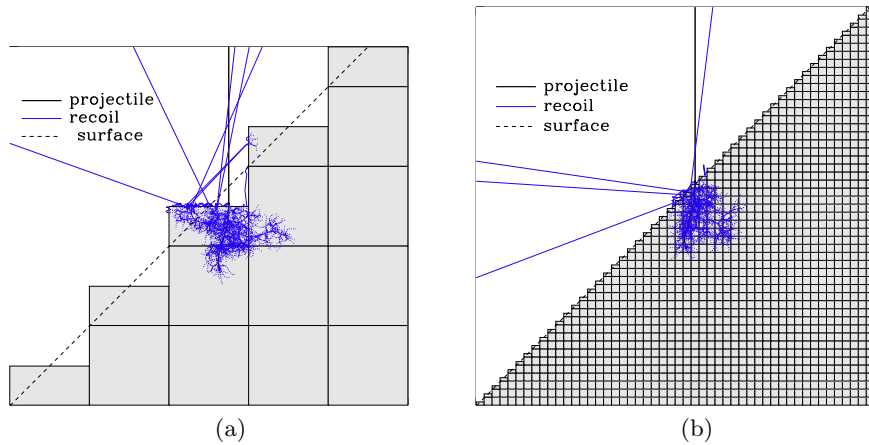 projectile
recoil
surface
(a)
projectile
recoil
surface
(b)